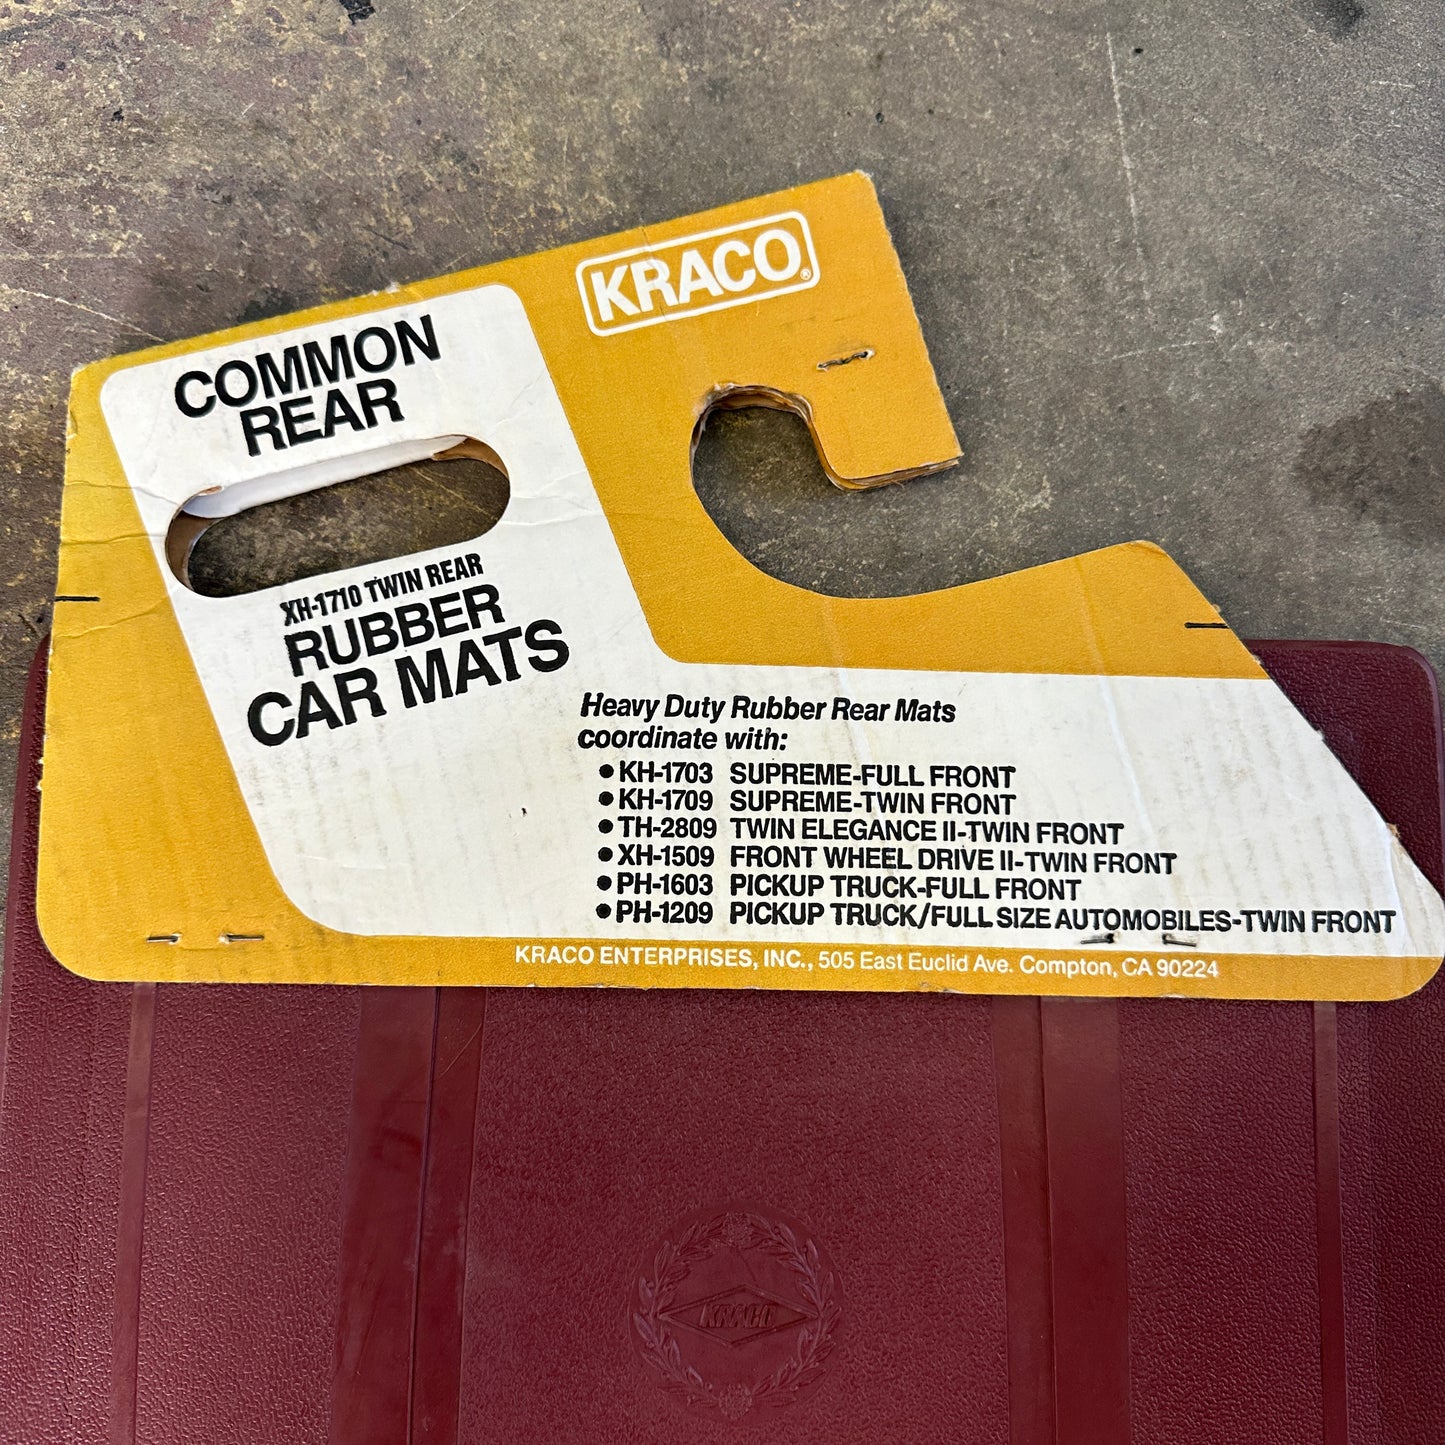 KRACO®
COMMON
REAR
XH-1710 TWIN REAR
RUBBER
CAR MATS
Heavy Duty Rubber Rear Mats
coordinate with:
• KH-1703 SUPREME-FULL FRONT
• KH-1709 SUPREME-TWIN FRONT
• TH-2809 TWIN ELEGANCE II-TWIN FRONT
• XH-1509 FRONT WHEEL DRIVE II-TWIN FRONT
• PH-1603 PICKUP TRUCK-FULL FRONT
• PH-1209 PICKUP TRUCK/FULL SIZE AUTOMOBILES-TWIN FRONT
KRACO ENTERPRISES, INC., 505 East Euclid Ave. Compton, CA 90224
KRACO